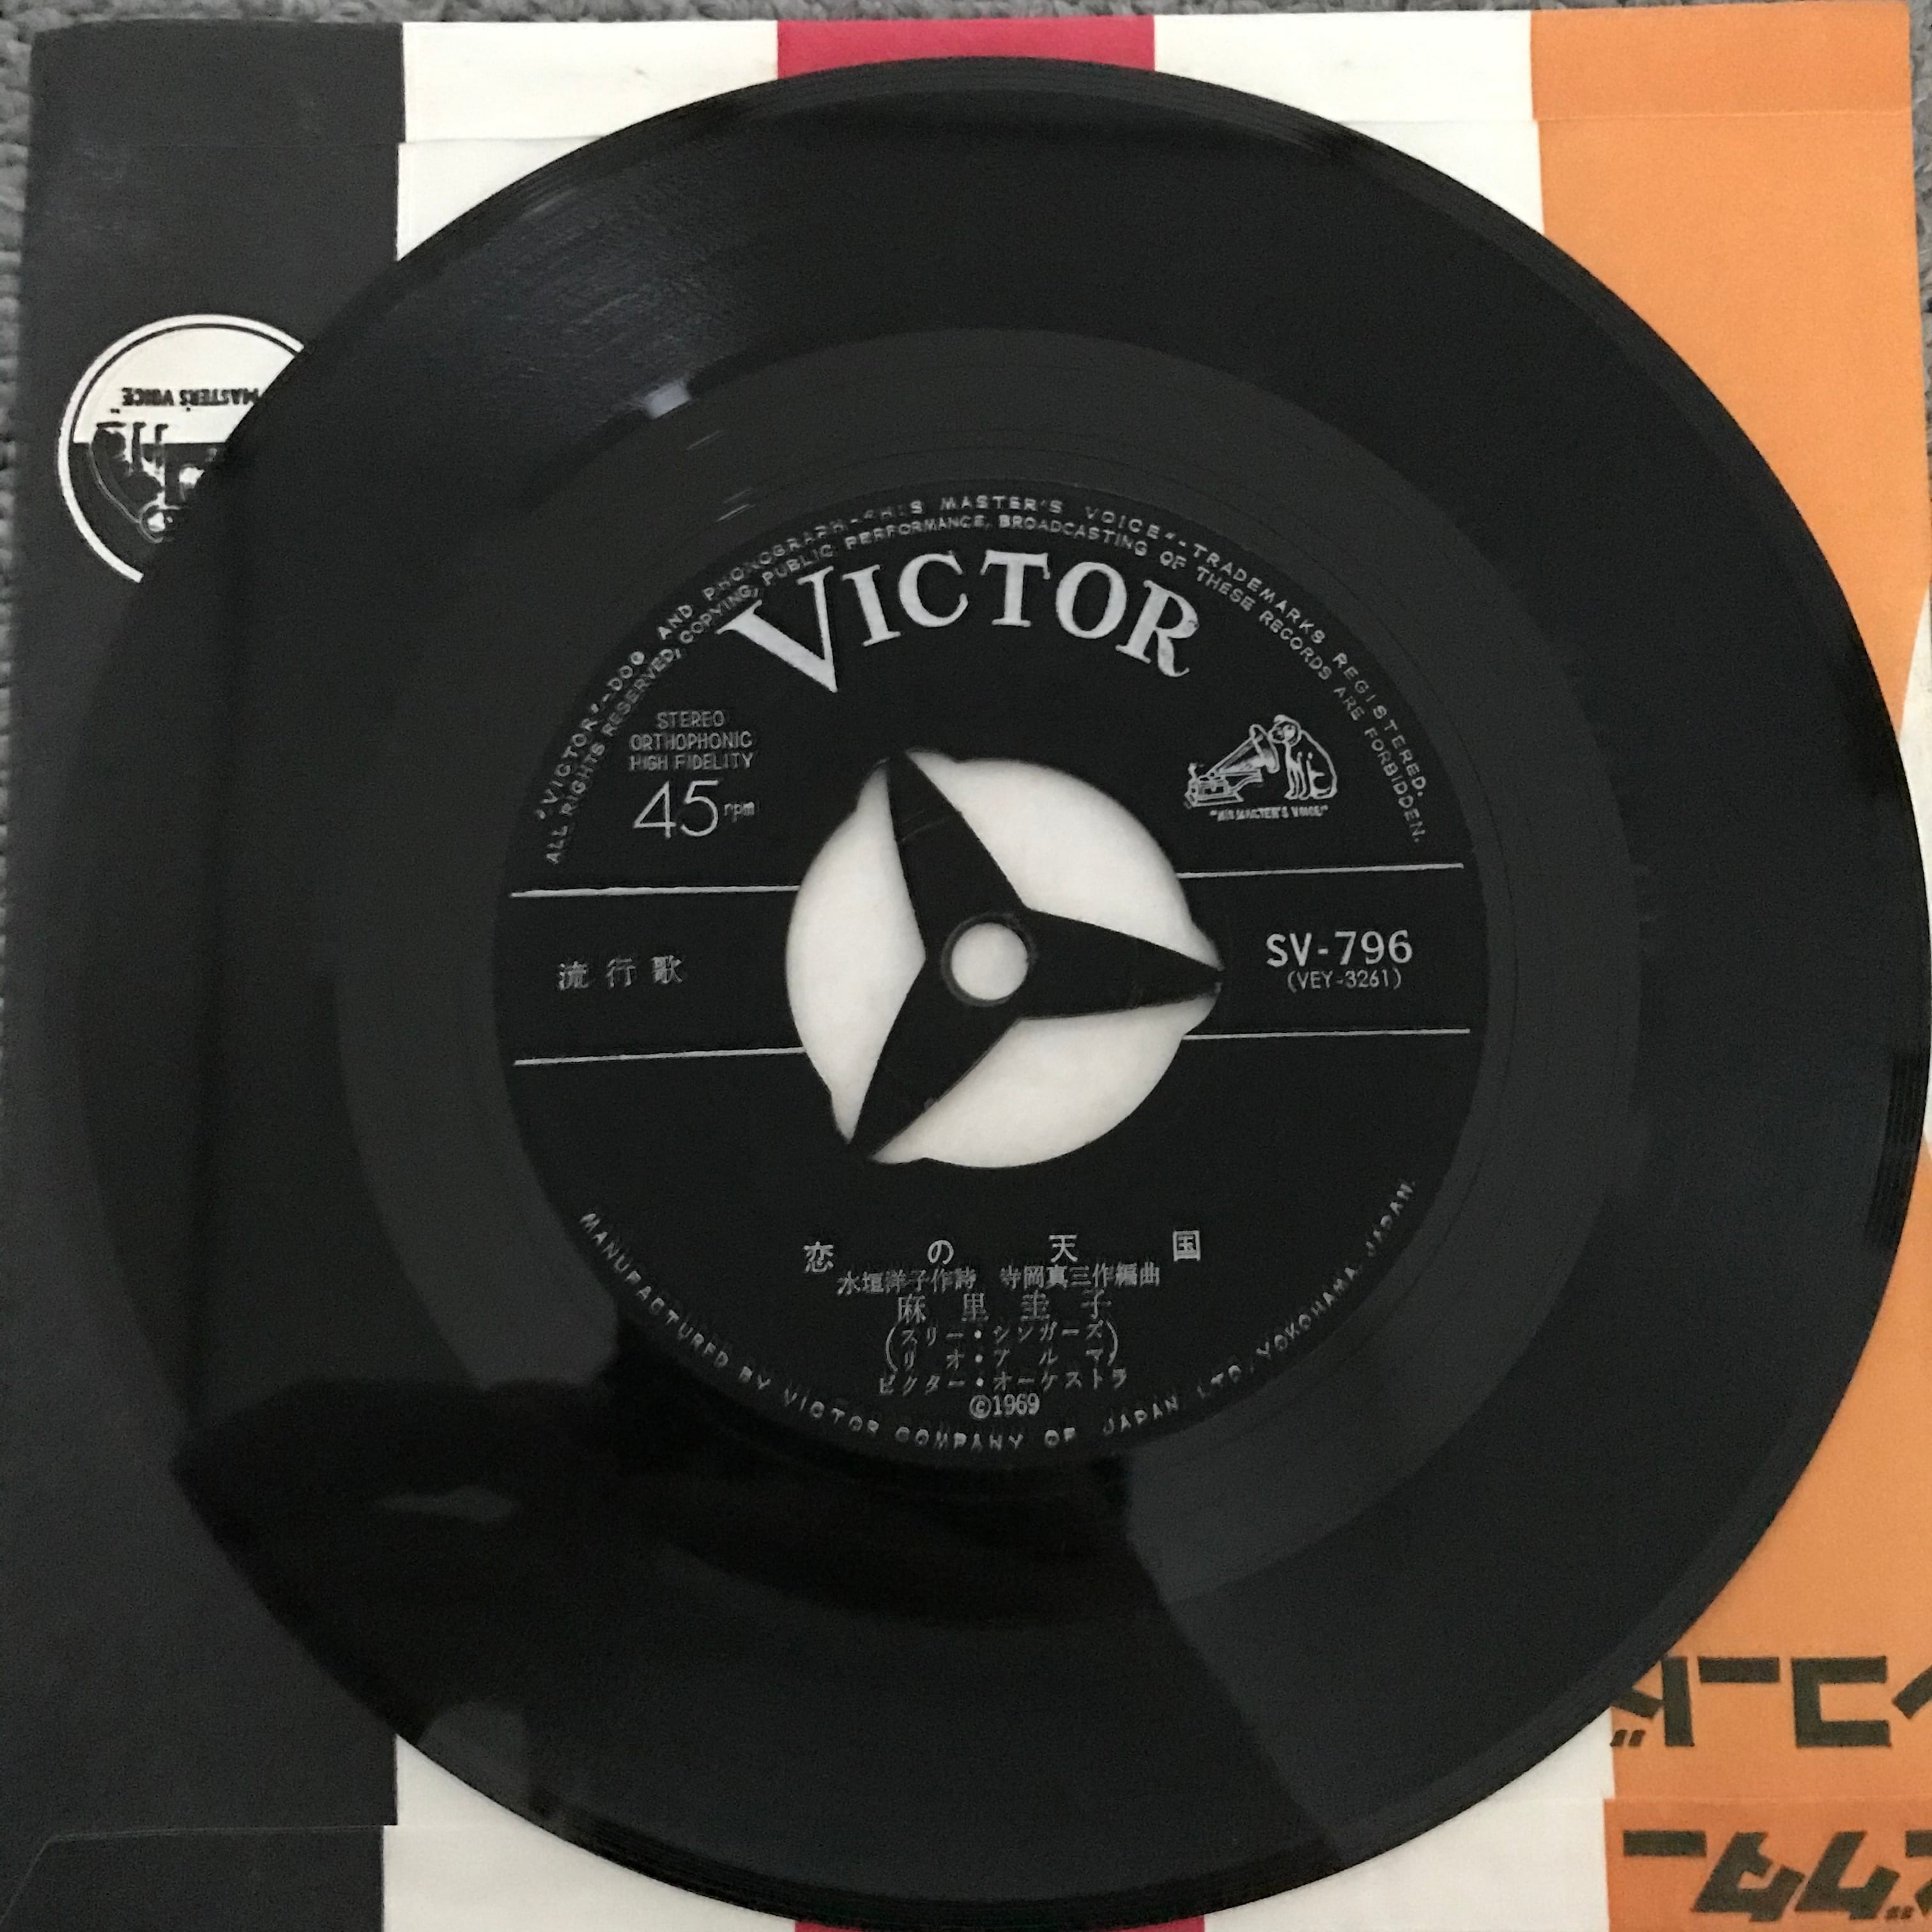 "VICTOR"-DOG AND PHONOGRAPH-"HIS MASTER'S VOICE"-TRADEMARKS REGISTERED.
ALL RIGHTS RESERVED, COPYING, PUBLIC PERFORMANCE, BROADCASTING OF THESE RECORDS ARE FORBIDDEN.
VICTOR
STEREO
ORTHOPHONIC
HIGH FIDELITY
45 rpm
"HIS MASTER'S VOICE"
MASTER'S VOICE"
流行歌
SV-796
(VEY-3261)
恋の天国
水垣洋子作詩 寺岡真三作編曲
麻里圭子
(スリー・シンガーズ
リオ・アルマ)
ビクター・オーケストラ
©1969
MANUFACTURED BY VICTOR COMPANY OF JAPAN, LTD., YOKOHAMA, JAPAN.